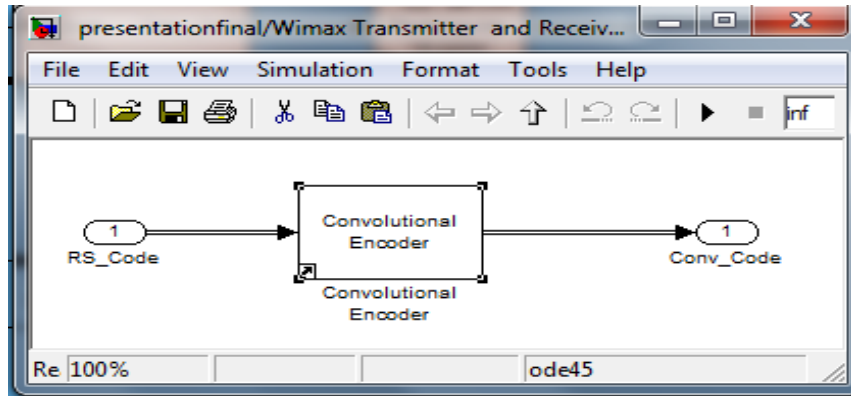 presentationfinal/Wimax Transmitter and Receiv...
File Edit View Simulation Format Tools Help
inf
1
RS_Code
Convolutional
Encoder
Convolutional
Encoder
1
Conv_Code
Re 100% ode45